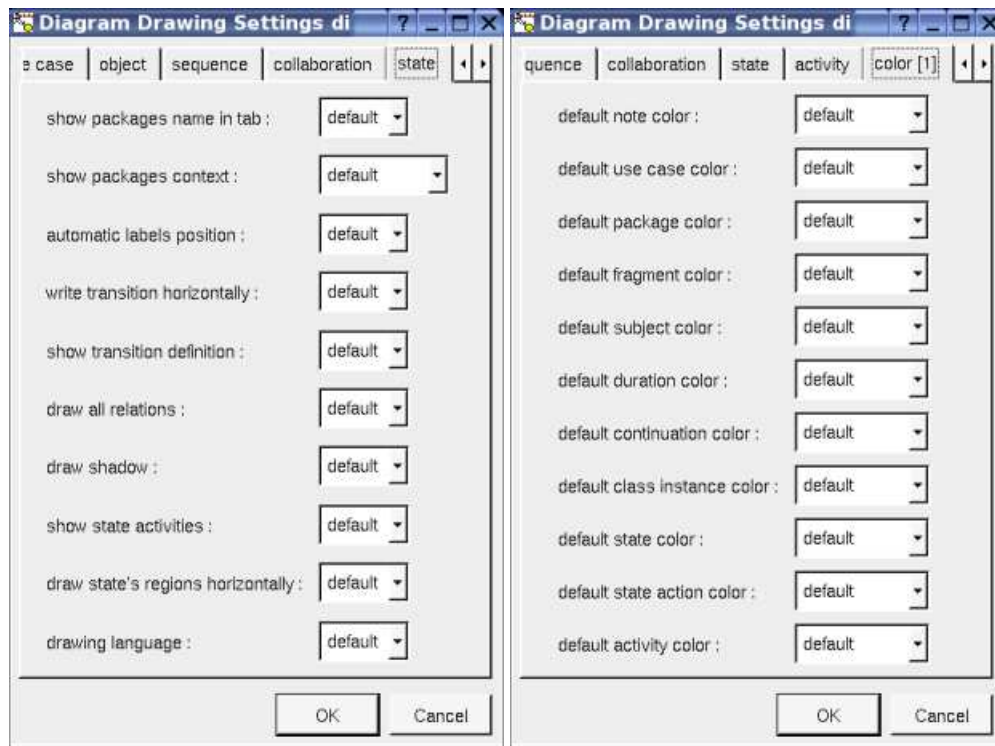 Diagram Drawing Settings di
e case object sequence collaboration state
show packages name in tab : default
show packages context : default
automatic labels position : default
write transition horizontally : default
show transition definition : default
draw all relations : default
draw shadow : default
show state activities : default
draw state's regions horizontally : default
drawing language : default
OK Cancel
Diagram Drawing Settings di
quence collaboration state activity color [1]
default note color : default
default use case color : default
default package color : default
default fragment color : default
default subject color : default
default duration color : default
default continuation color : default
default class instance color : default
default state color : default
default state action color : default
default activity color : default
OK Cancel